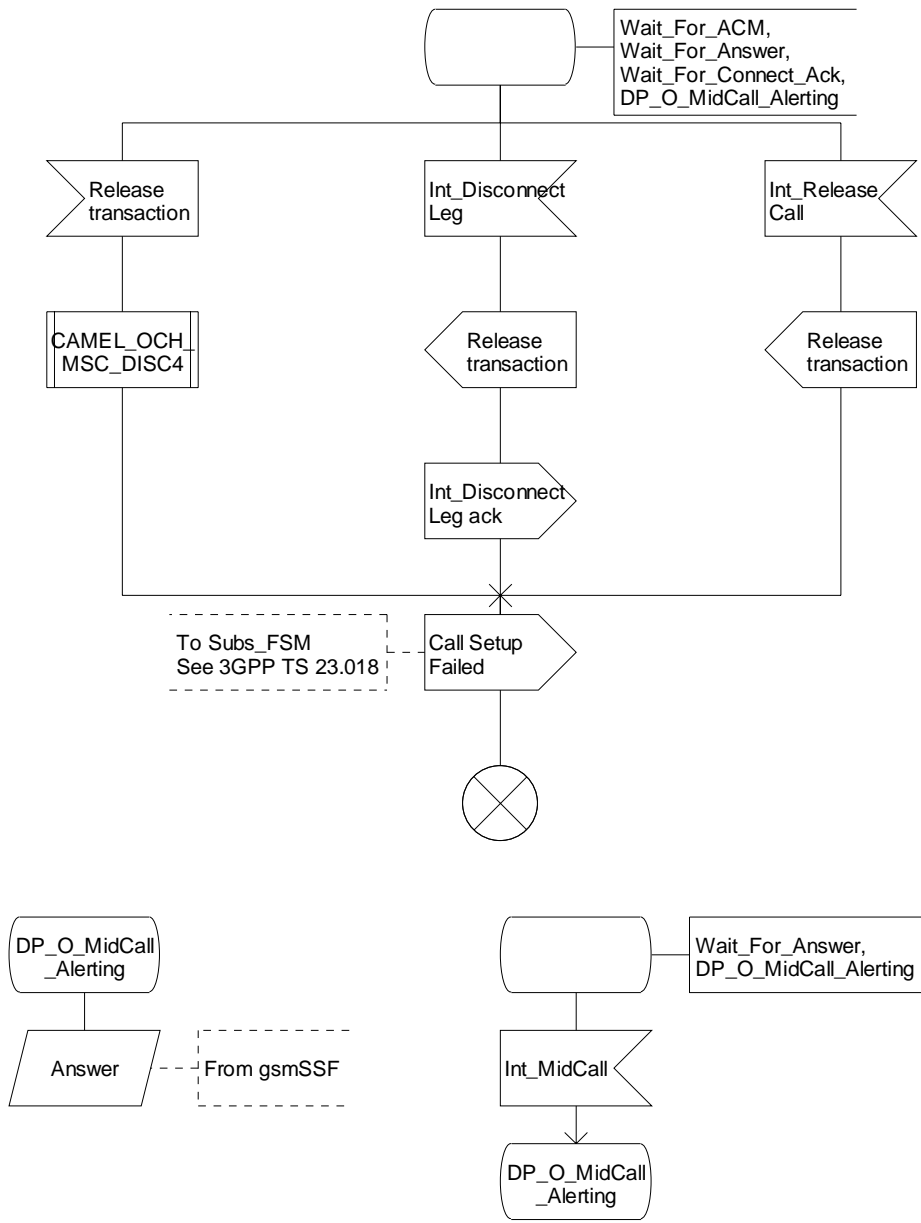 Wait_For_ACM,
Wait_For_Answer,
Wait_For_Connect_Ack,
DP_O_MidCall_Alerting
Release
transaction
Int_Disconnect
Leg
Int_Release
Call
CAMEL_OCH_
MSC_DISC4
Release
transaction
Release
transaction
Int_Disconnect
Leg ack
To Subs_FSM
See 3GPP TS 23.018
Call Setup
Failed
DP_O_MidCall
_Alerting
Wait_For_Answer,
DP_O_MidCall_Alerting
Answer
From gsmSSF
Int_MidCall
DP_O_MidCall
_Alerting